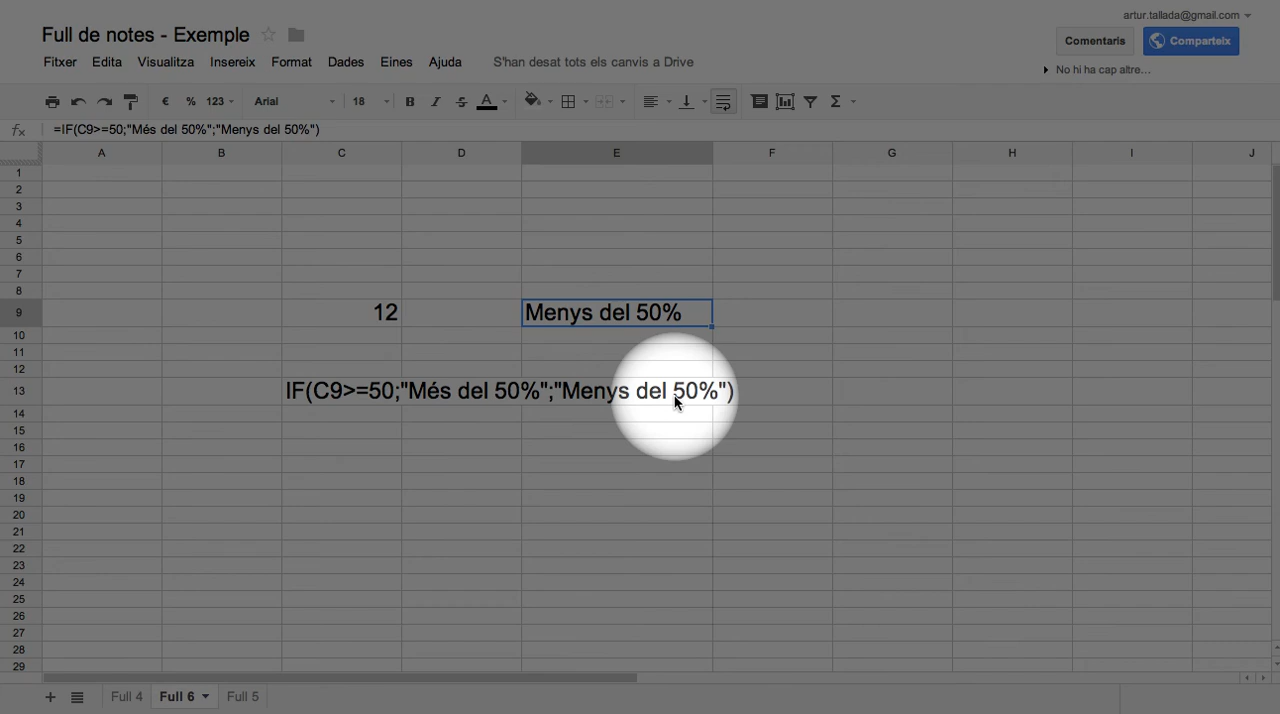 artur.tallada@gmail.com
Full de notes - Exemple
Comentaris
Comparteix
Fitxer Edita Visualitza Insereix Format Dades Eines Ajuda S'han desat tots els canvis a Drive
No hi ha cap altre…
€ % 123 Arial 18 B I S A Σ
fx =IF(C9>=50;"Més del 50%";"Menys del 50%")
A B C D E F G H I J
1
2
3
4
5
6
7
8
9 12 Menys del 50%
10
11
12
13 IF(C9>=50;"Més del 50%";"Menys del 50%")
14
15
16
17
18
19
20
21
22
23
24
25
26
27
28
29
+ Full 4 Full 6 Full 5